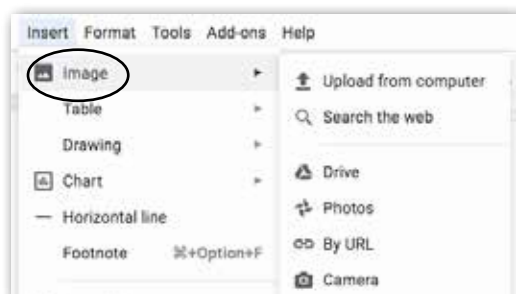 Insert Format Tools Add-ons Help
Image
Table
Drawing
Chart
Horizontal line
Footnote ⌘+Option+F
Upload from computer
Search the web
Drive
Photos
By URL
Camera